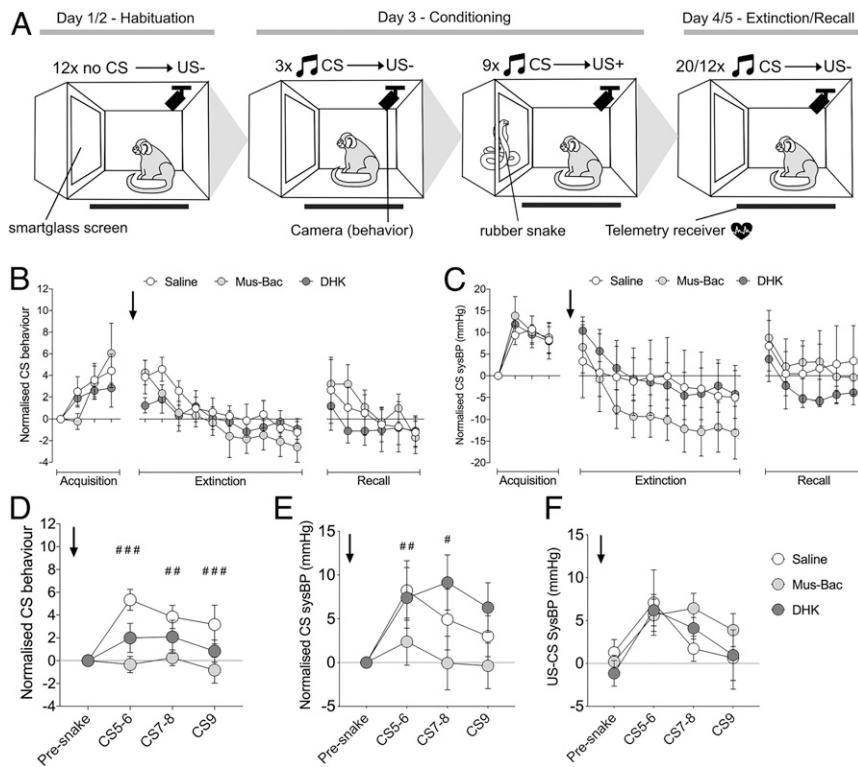 A
Day 1/2 - Habituation
Day 3 - Conditioning
Day 4/5 - Extinction/Recall
12x no CS → US-
3x CS → US-
9x CS → US+
20/12x CS → US-
smartglass screen
Camera (behavior)
rubber snake
Telemetry receiver
B
Saline
Mus-Bac
DHK
Normalised CS behaviour
12
10
8
6
4
2
0
-2
-4
Acquisition
Extinction
Recall
C
Saline
Mus-Bac
DHK
Normalised CS sysBP (mmHg)
20
15
10
5
0
-5
-10
-15
-20
Acquisition
Extinction
Recall
D
Normalised CS behaviour
12
10
8
6
4
2
0
-2
-4
###
##
###
Pre-snake
CS5-6
CS7-8
CS9
E
Normalised CS sysBP (mmHg)
15
10
5
0
-5
##
#
Pre-snake
CS5-6
CS7-8
CS9
F
US-CS SysBP (mmHg)
15
10
5
0
-5
Pre-snake
CS5-6
CS7-8
CS9
Saline
Mus-Bac
DHK